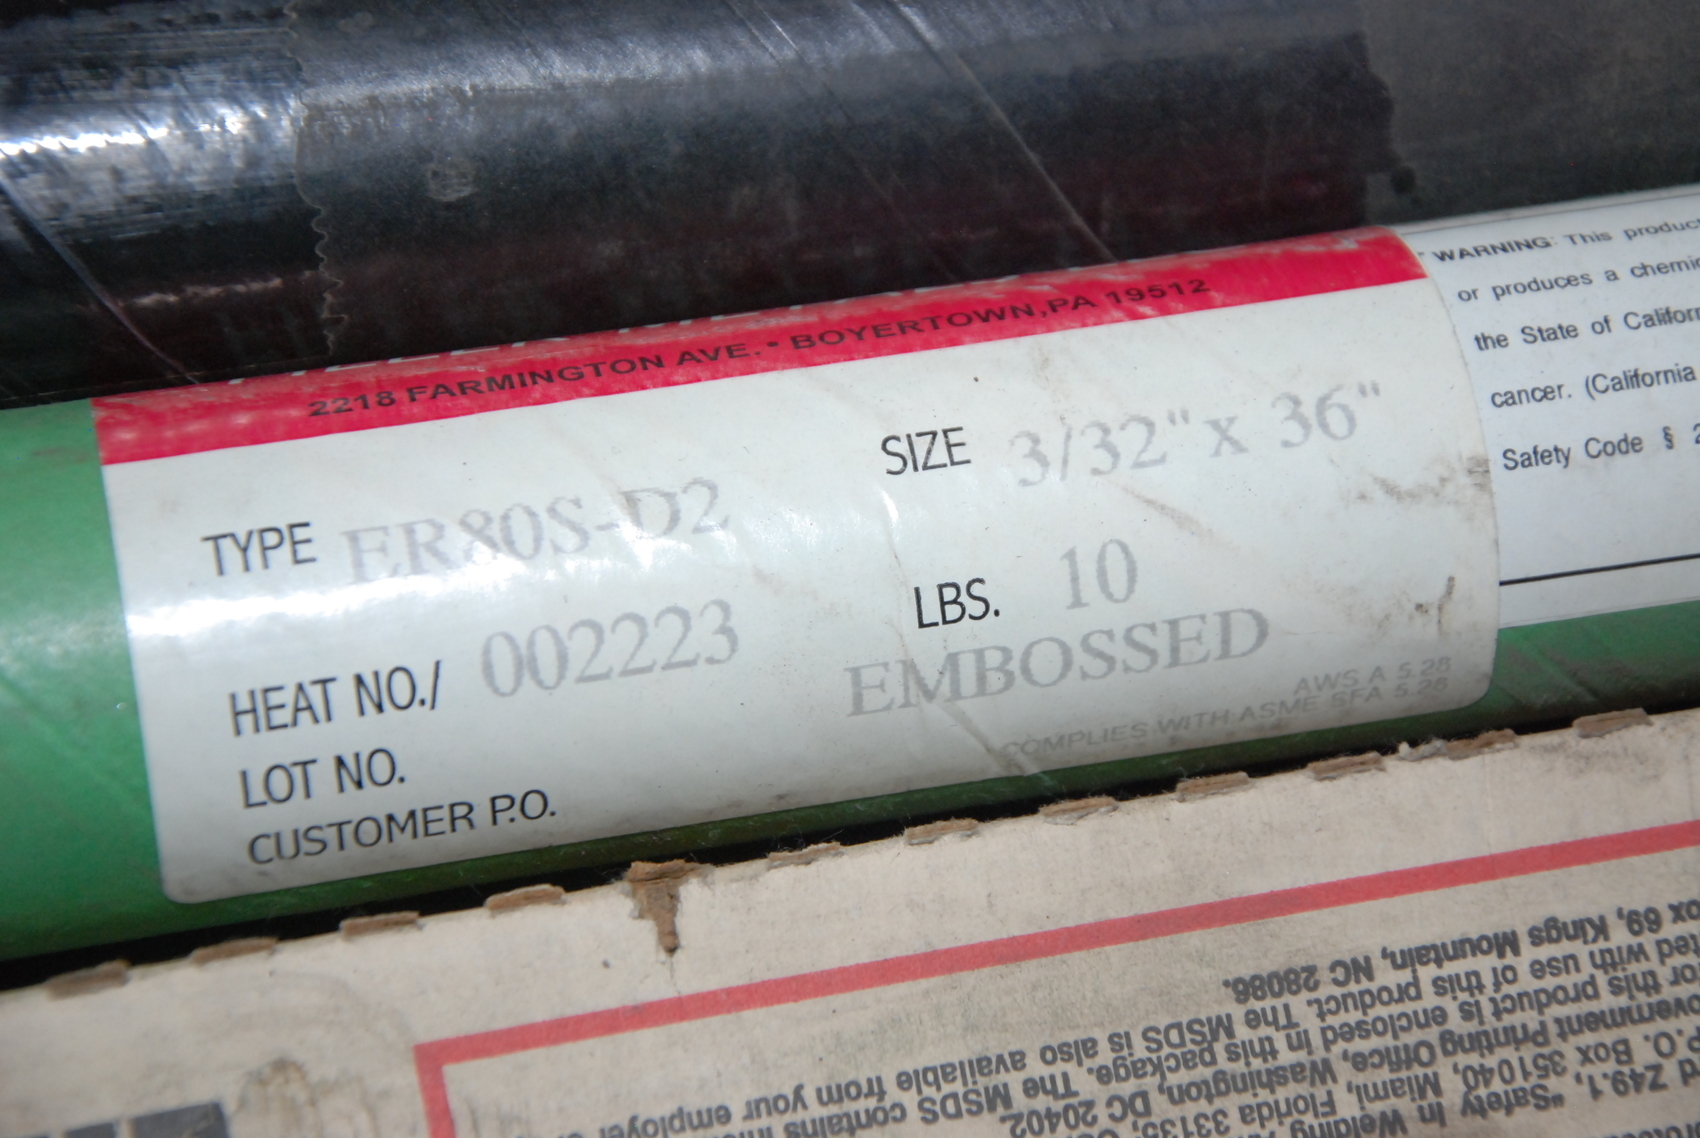 2218 FARMINGTON AVE. • BOYERTOWN, PA 19512
TYPE ER80S-D2
SIZE 3/32" x 36"
HEAT NO./ 002223
LBS. 10
LOT NO.
EMBOSSED
CUSTOMER P.O.
AWS A 5.28
COMPLIES WITH ASME SFA 5.28
WARNING: This product
or produces a chemi
the State of Califor
cancer. (California
Safety Code §
employer
ox 69, Kings Mountain, NC 28086.
ted with use of this product. The MSDS is also available from your employer
for this product is enclosed in this package. The MSDS contains
overnment Printing Office, Washington, DC 20402.
P.O. Box 351040, Miami, Florida 33135,
d Z49.1, "Safety in Welding